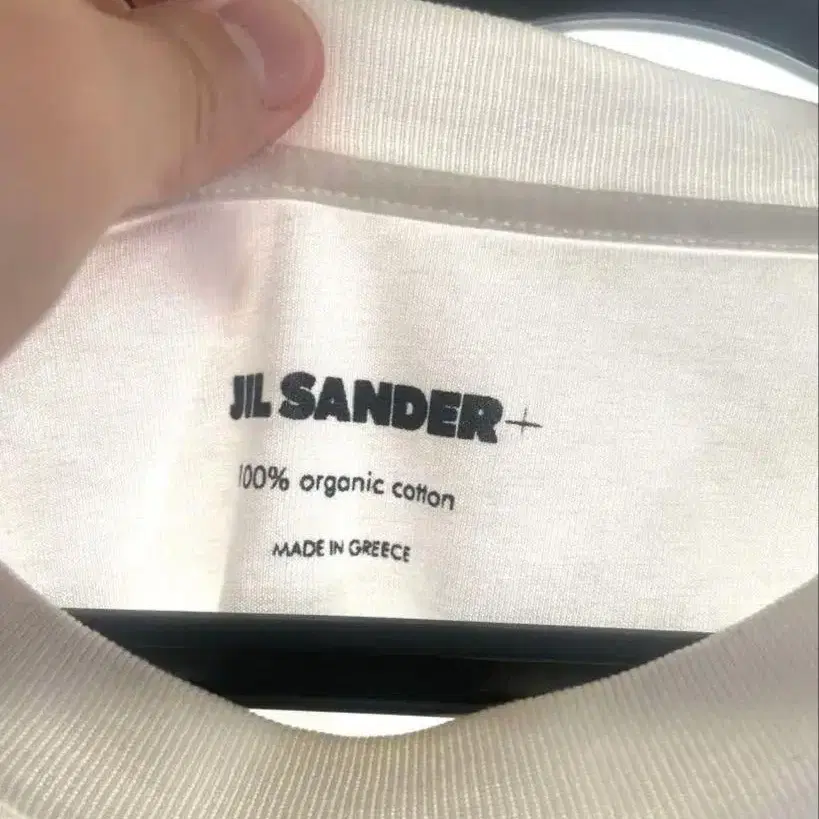 JIL SANDER+
100% organic cotton
MADE IN GREECE